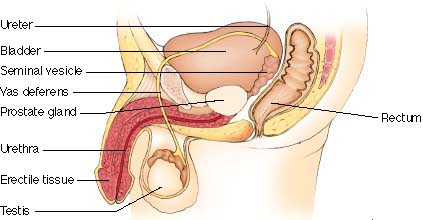 Ureter
Bladder
Seminal vesicle
Vas deferens
Prostate gland
Rectum
Urethra
Erectile tissue
Testis